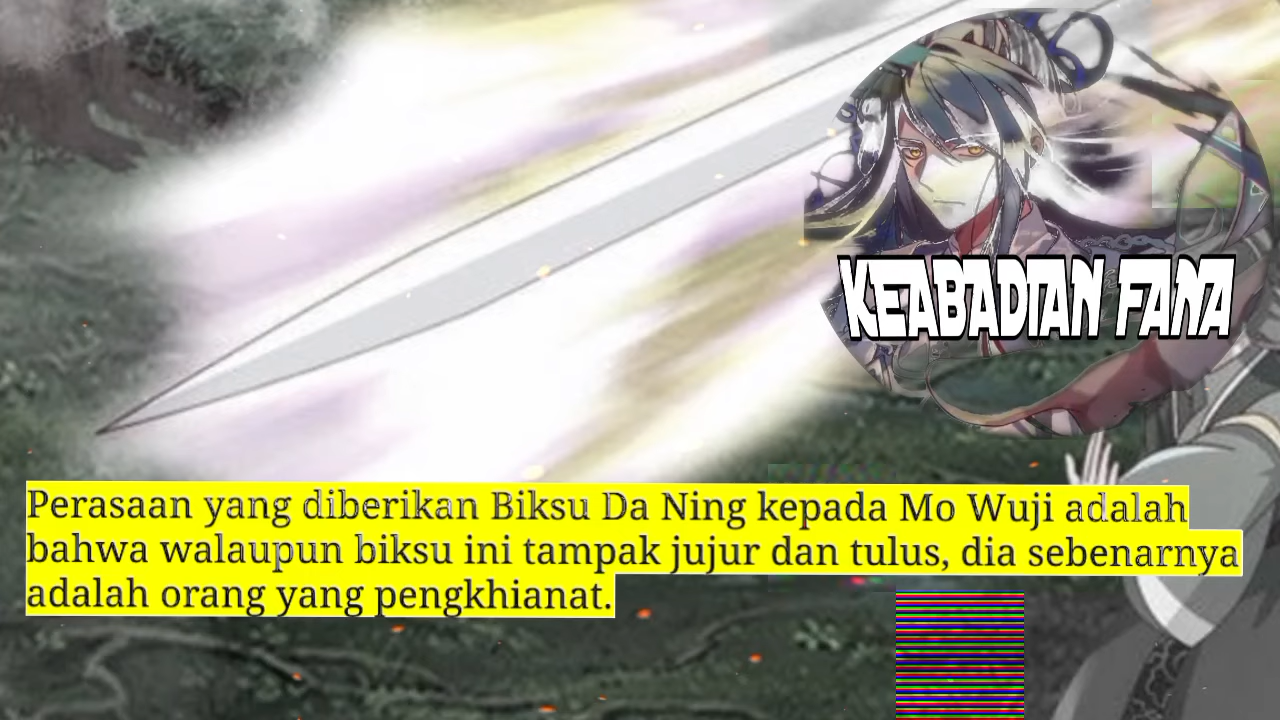 KEABADIAN FANA
Perasaan yang diberikan Biksu Da Ning kepada Mo Wuji adalah
bahwa walaupun biksu ini tampak jujur dan tulus, dia sebenarnya
adalah orang yang pengkhianat.